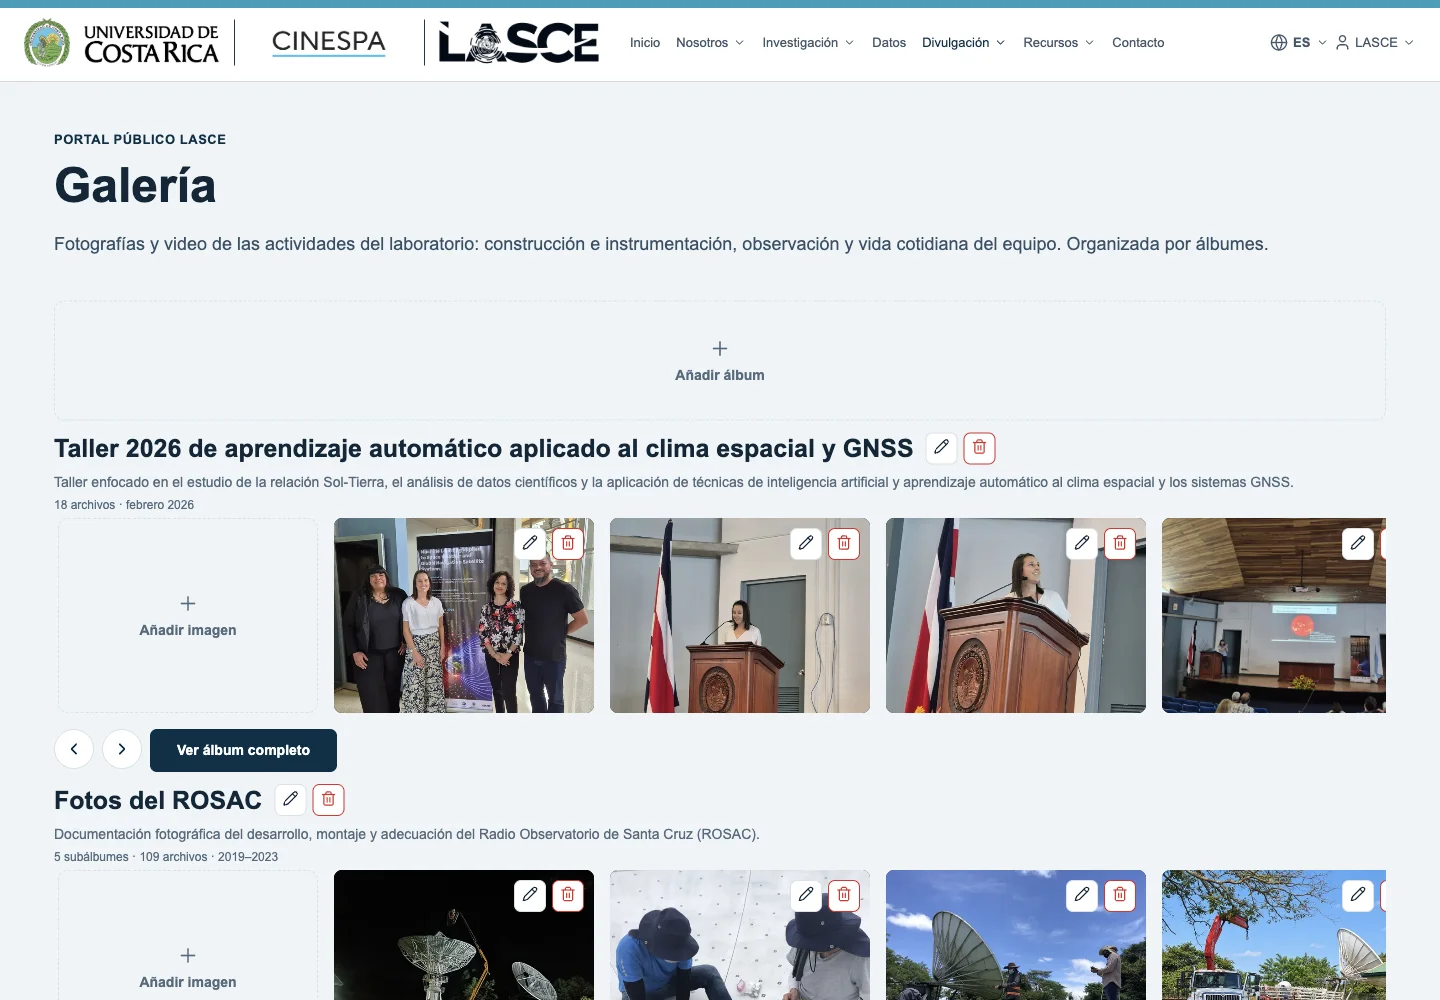 UNIVERSIDAD DE
COSTA RICA
CINESPA
LASCE
Inicio
Nosotros
Investigación
Datos
Divulgación
Recursos
Contacto
ES
LASCE
PORTAL PÚBLICO LASCE
Galería
Fotografías y video de las actividades del laboratorio: construcción e instrumentación, observación y vida cotidiana del equipo. Organizada por álbumes.
Añadir álbum
Taller 2026 de aprendizaje automático aplicado al clima espacial y GNSS
Taller enfocado en el estudio de la relación Sol-Tierra, el análisis de datos científicos y la aplicación de técnicas de inteligencia artificial y aprendizaje automático al clima espacial y los sistemas GNSS.
18 archivos · febrero 2026
Añadir imagen
Ver álbum completo
Fotos del ROSAC
Documentación fotográfica del desarrollo, montaje y adecuación del Radio Observatorio de Santa Cruz (ROSAC).
5 subálbumes · 109 archivos · 2019–2023
Añadir imagen